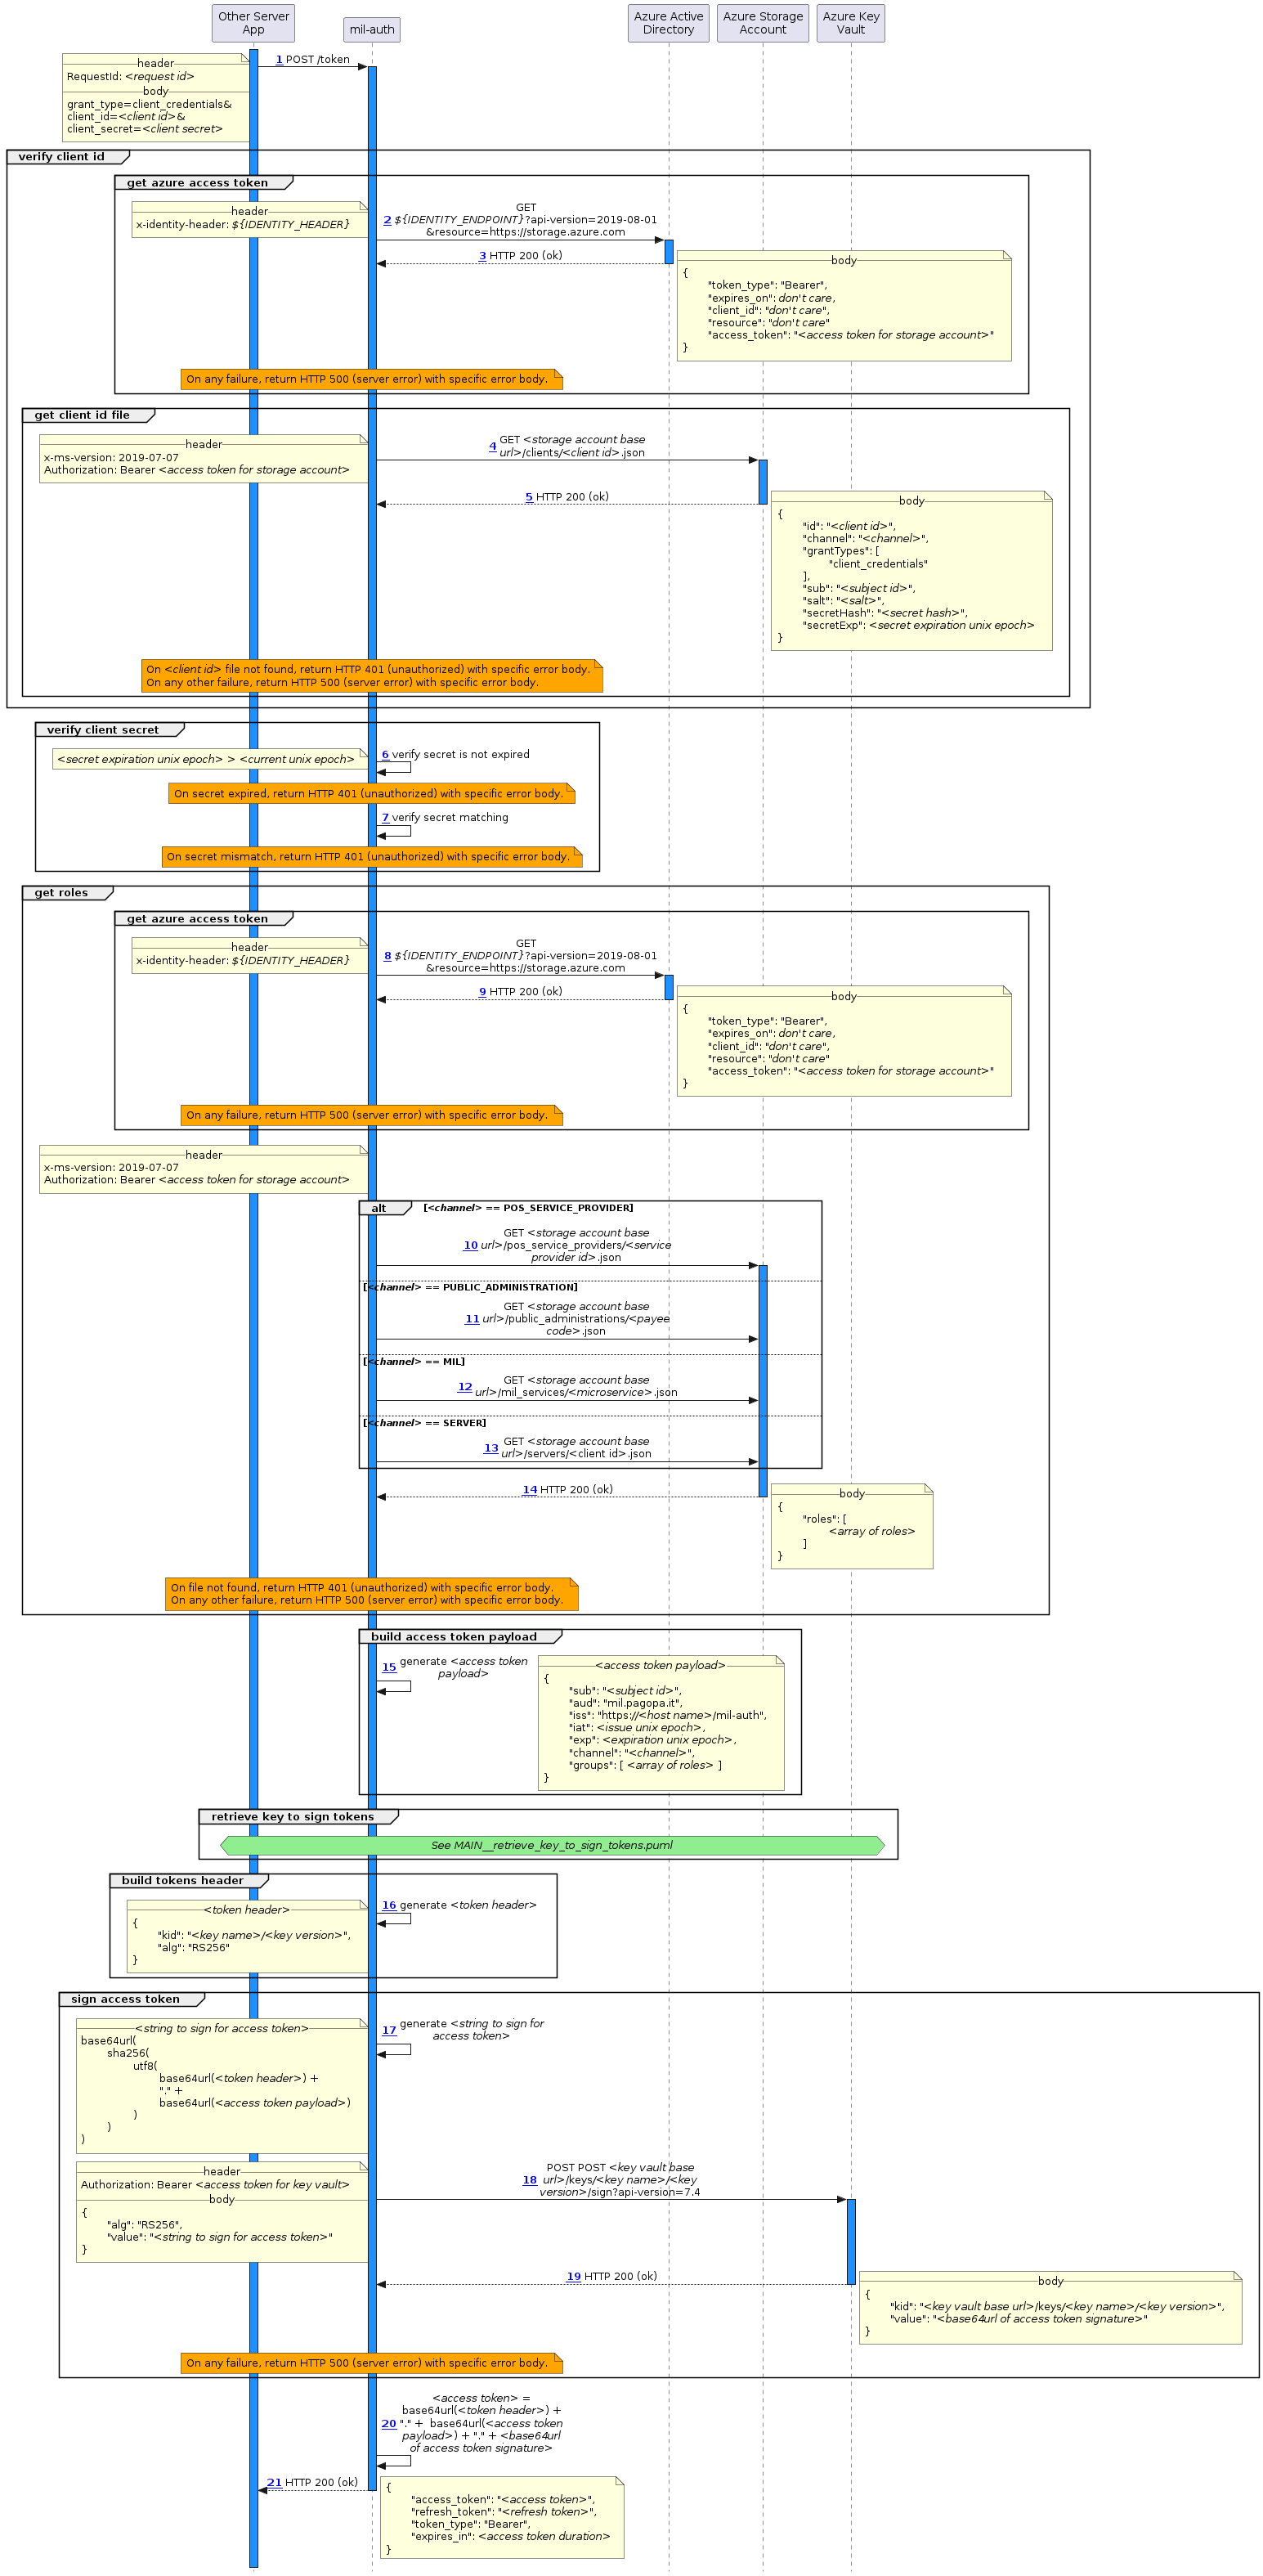 Other Server
App
mil-auth
Azure Active
Directory
Azure Storage
Account
Azure Key
Vault
header
RequestId: <request id>
body
grant_type=client_credentials&
client_id=<client id>&
client_secret=<client secret>
1 POST /token
verify client id
get azure access token
header
x-identity-header: ${IDENTITY_HEADER}
GET
2 ${IDENTITY_ENDPOINT}?api-version=2019-08-01
&resource=https://storage.azure.com
3 HTTP 200 (ok)
body
{
"token_type": "Bearer",
"expires_on": don't care,
"client_id": "don't care",
"resource": "don't care"
"access_token": "<access token for storage account>"
}
On any failure, return HTTP 500 (server error) with specific error body.
get client id file
header
x-ms-version: 2019-07-07
Authorization: Bearer <access token for storage account>
4 GET <storage account base
url>/clients/<client id>.json
5 HTTP 200 (ok)
body
{
"id": "<client id>",
"channel": "<channel>",
"grantTypes": [
"client_credentials"
],
"sub": "<subject id>",
"salt": "<salt>",
"secretHash": "<secret hash>",
"secretExp": <secret expiration unix epoch>
}
On <client id> file not found, return HTTP 401 (unauthorized) with specific error body.
On any other failure, return HTTP 500 (server error) with specific error body.
verify client secret
<secret expiration unix epoch> > <current unix epoch>
6 verify secret is not expired
On secret expired, return HTTP 401 (unauthorized) with specific error body.
7 verify secret matching
On secret mismatch, return HTTP 401 (unauthorized) with specific error body.
get roles
get azure access token
header
x-identity-header: ${IDENTITY_HEADER}
GET
8 ${IDENTITY_ENDPOINT}?api-version=2019-08-01
&resource=https://storage.azure.com
9 HTTP 200 (ok)
body
{
"token_type": "Bearer",
"expires_on": don't care,
"client_id": "don't care",
"resource": "don't care"
"access_token": "<access token for storage account>"
}
On any failure, return HTTP 500 (server error) with specific error body.
header
x-ms-version: 2019-07-07
Authorization: Bearer <access token for storage account>
alt [<channel> == POS_SERVICE_PROVIDER]
GET <storage account base
10 url>/pos_service_providers/<service
provider id>.json
[<channel> == PUBLIC_ADMINISTRATION]
GET <storage account base
11 url>/public_administrations/<payee
code>.json
[<channel> == MIL]
12 GET <storage account base
url>/mil_services/<microservice>.json
[<channel> == SERVER]
13 GET <storage account base
url>/servers/<client id>.json
14 HTTP 200 (ok)
body
{
"roles": [
<array of roles>
]
}
On file not found, return HTTP 401 (unauthorized) with specific error body.
On any other failure, return HTTP 500 (server error) with specific error body.
build access token payload
15 generate <access token
payload>
<access token payload>
{
"sub": "<subject id>",
"aud": "mil.pagopa.it",
"iss": "https://<host name>/mil-auth",
"iat": <issue unix epoch>,
"exp": <expiration unix epoch>,
"channel": "<channel>",
"groups": [ <array of roles> ]
}
retrieve key to sign tokens
See MAIN__retrieve_key_to_sign_tokens.puml
build tokens header
<token header>
{
"kid": "<key name>/<key version>",
"alg": "RS256"
}
16 generate <token header>
sign access token
<string to sign for access token>
base64url(
sha256(
utf8(
base64url(<token header>) +
"." +
base64url(<access token payload>)
)
)
)
17 generate <string to sign for
access token>
header
Authorization: Bearer <access token for key vault>
body
{
"alg": "RS256",
"value": "<string to sign for access token>"
}
POST POST <key vault base
18 url>/keys/<key name>/<key
version>/sign?api-version=7.4
19 HTTP 200 (ok)
body
{
"kid": "<key vault base url>/keys/<key name>/<key version>",
"value": "<base64url of access token signature>"
}
On any failure, return HTTP 500 (server error) with specific error body.
<access token> =
base64url(<token header>) +
20 "." + base64url(<access token
payload>) + "." + <base64url
of access token signature>
21 HTTP 200 (ok)
{
"access_token": "<access token>",
"refresh_token": "<refresh token>",
"token_type": "Bearer",
"expires_in": <access token duration>
}